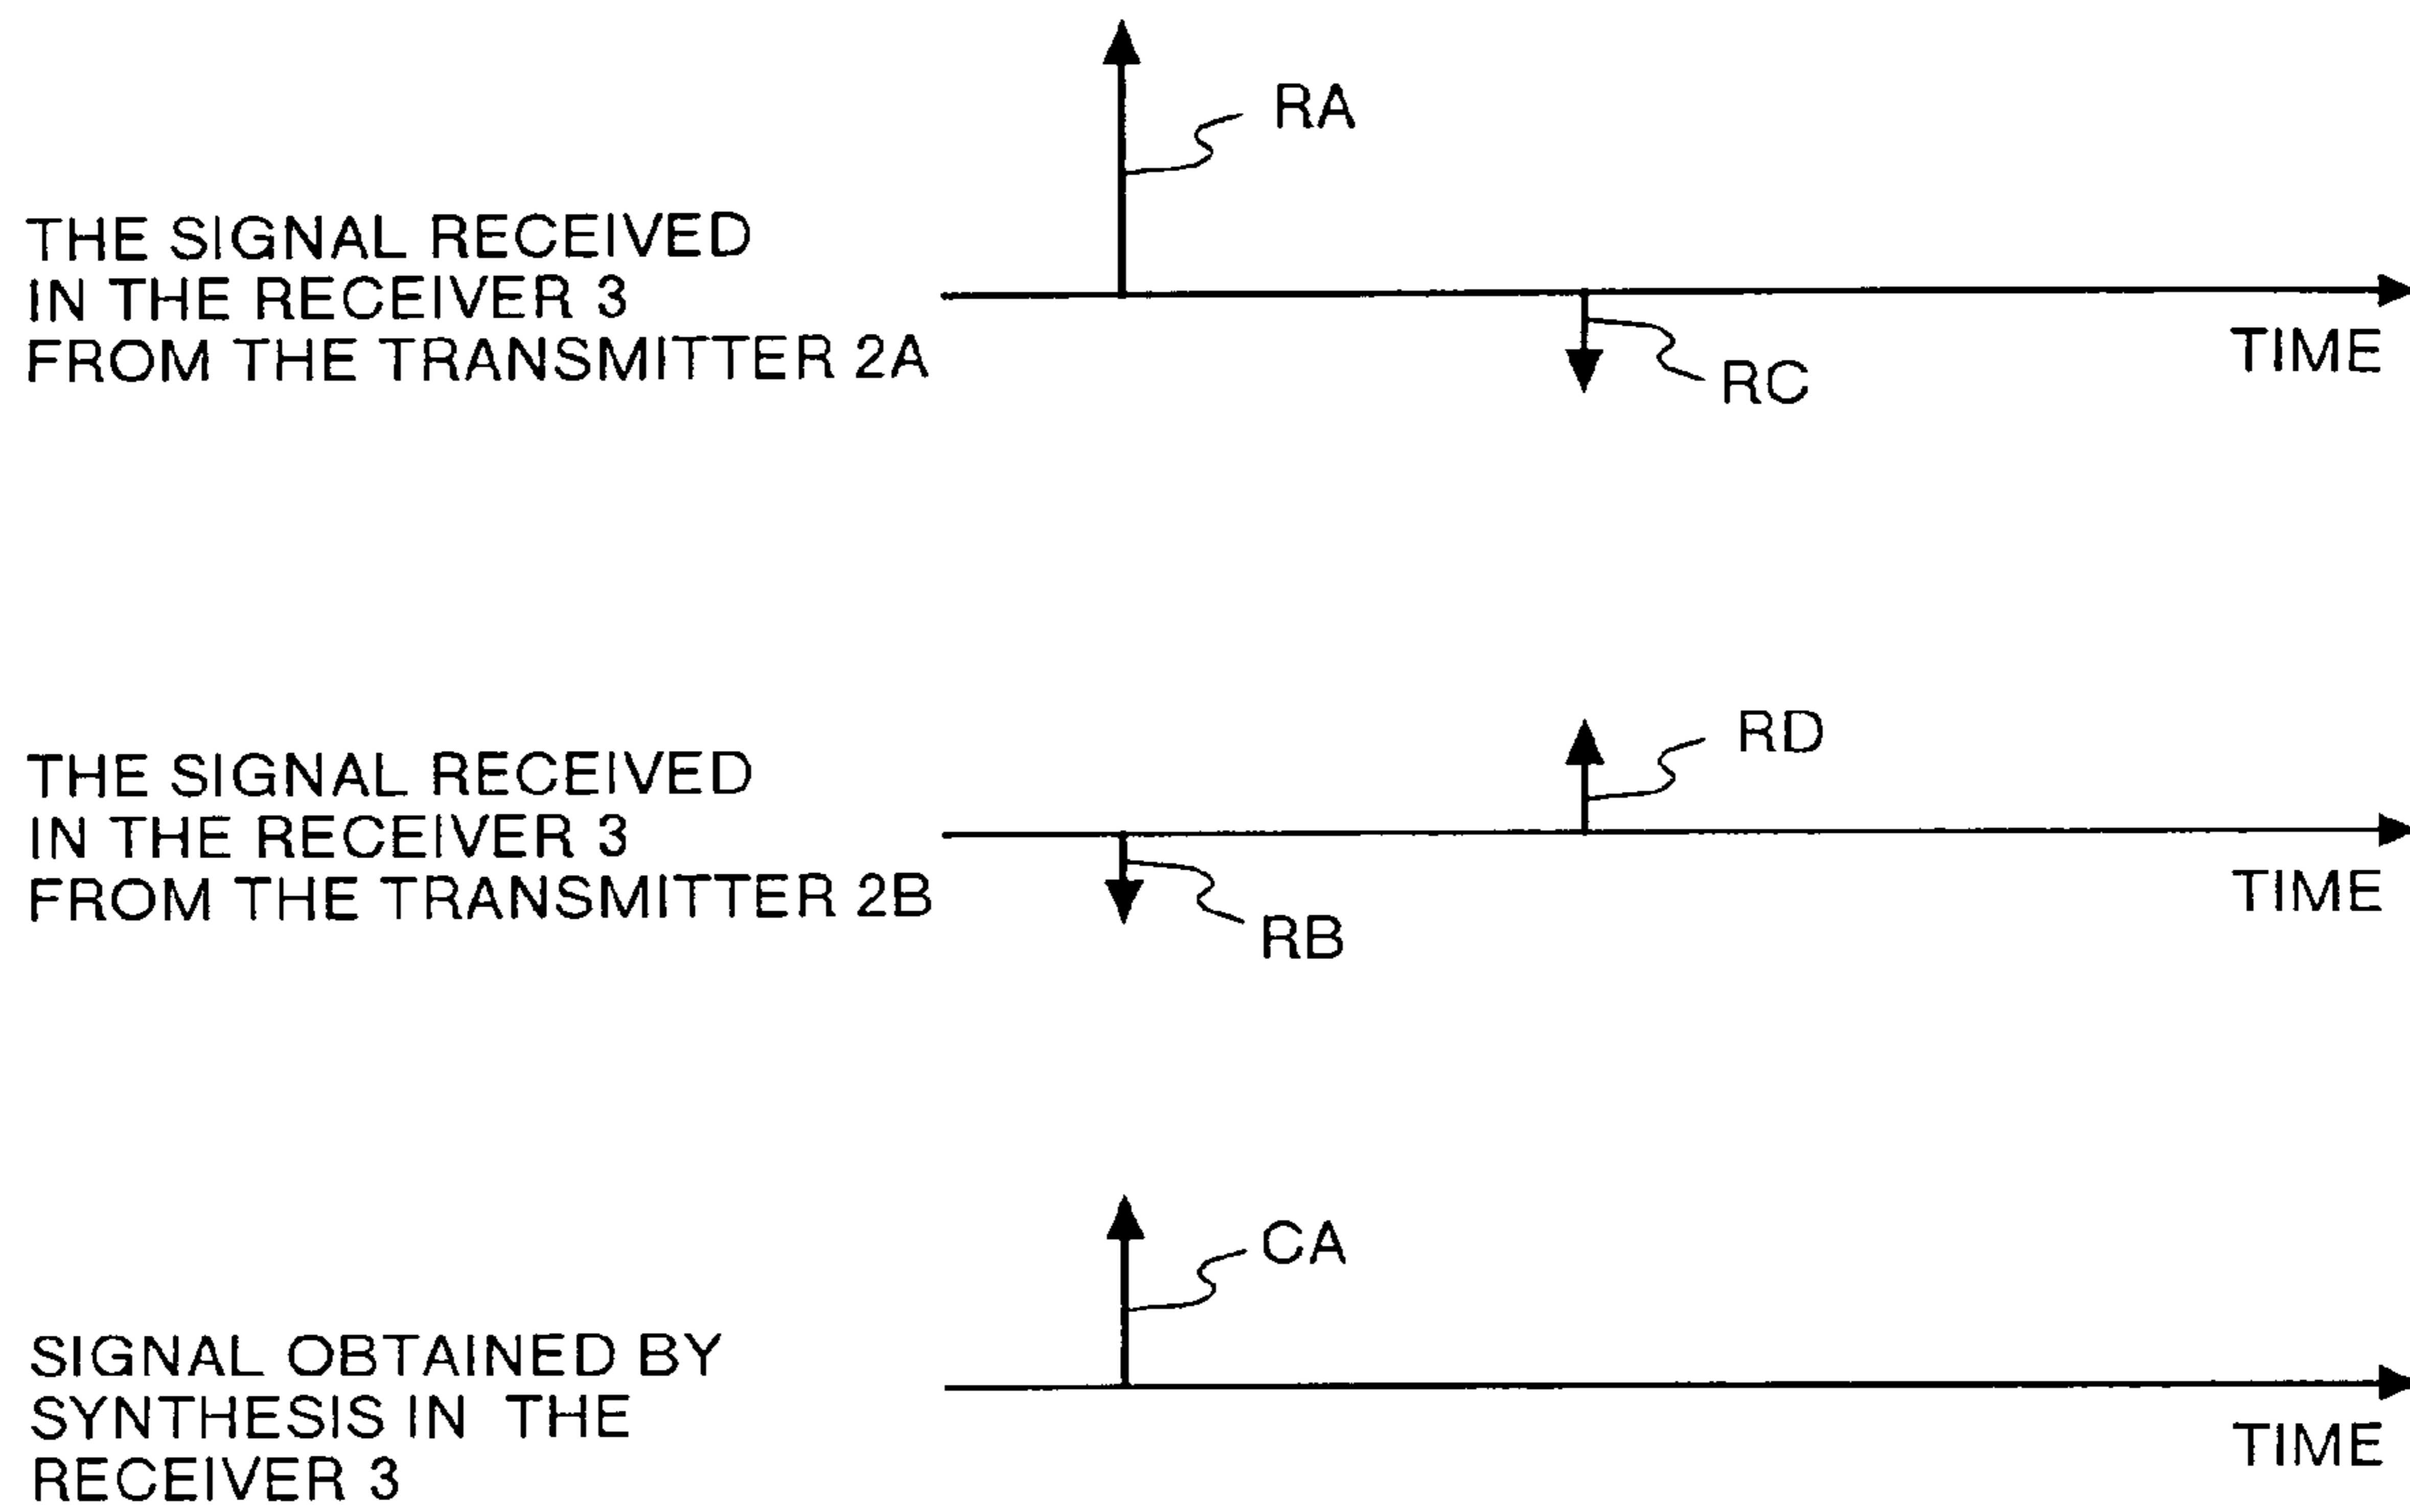 RA
THE SIGNAL RECEIVED
IN THE RECEIVER 3
FROM THE TRANSMITTER 2A
TIME
RC
RD
THE SIGNAL RECEIVED
IN THE RECEIVER 3
FROM THE TRANSMITTER 2B
TIME
RB
CA
SIGNAL OBTAINED BY
SYNTHESIS IN THE
RECEIVER 3
TIME